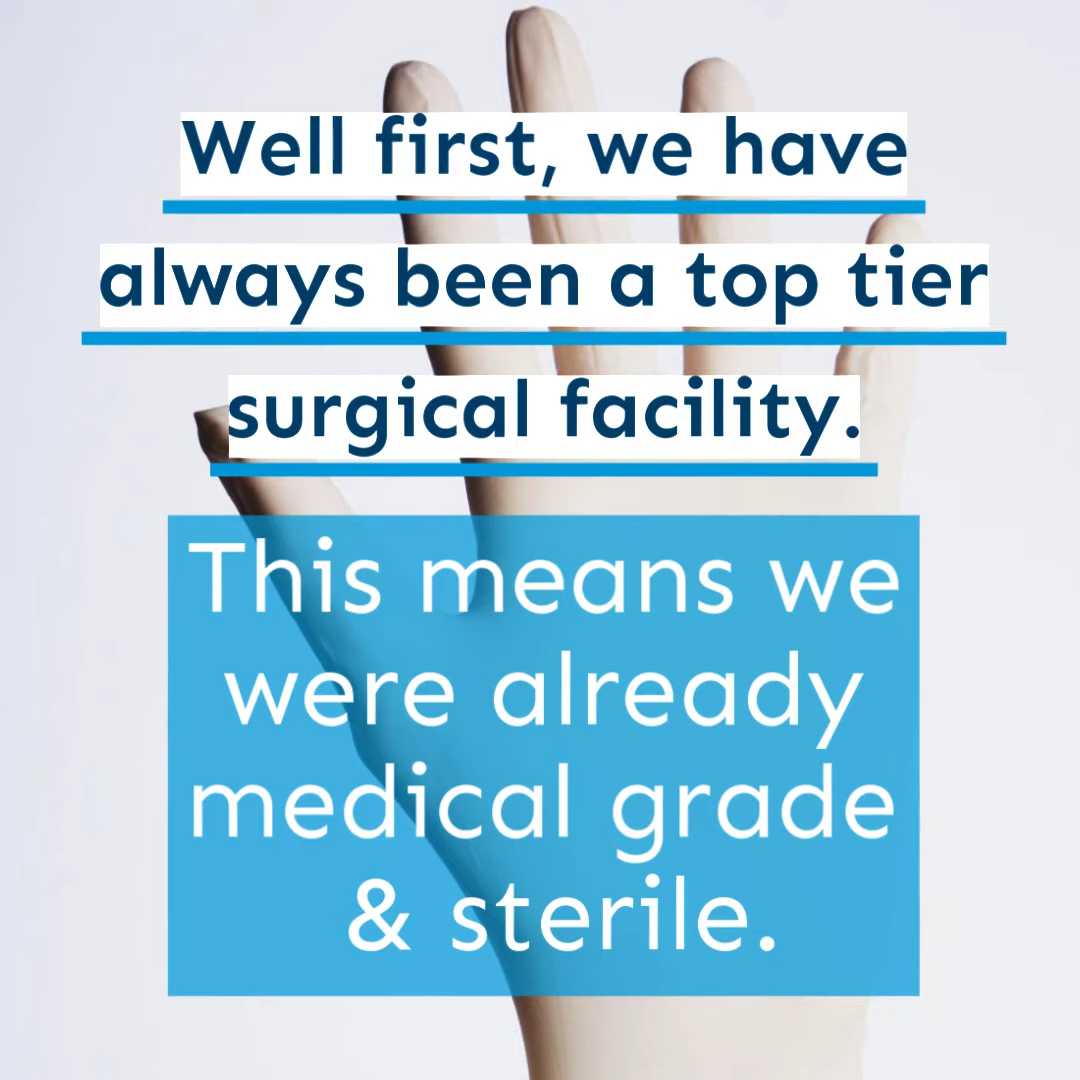 Well first, we have
always been a top tier
surgical facility.
This means we
were already
medical grade
& sterile.